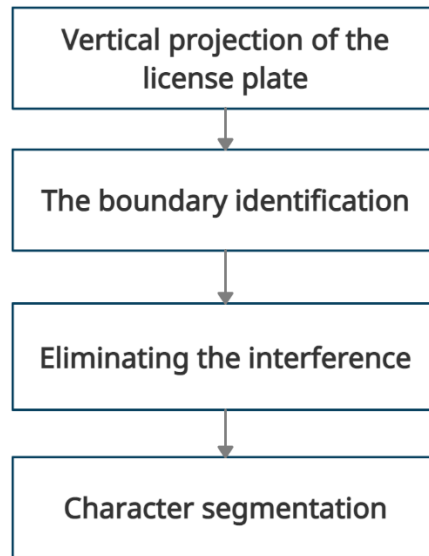 Vertical projection of the
license plate
The boundary identification
Eliminating the interference
Character segmentation